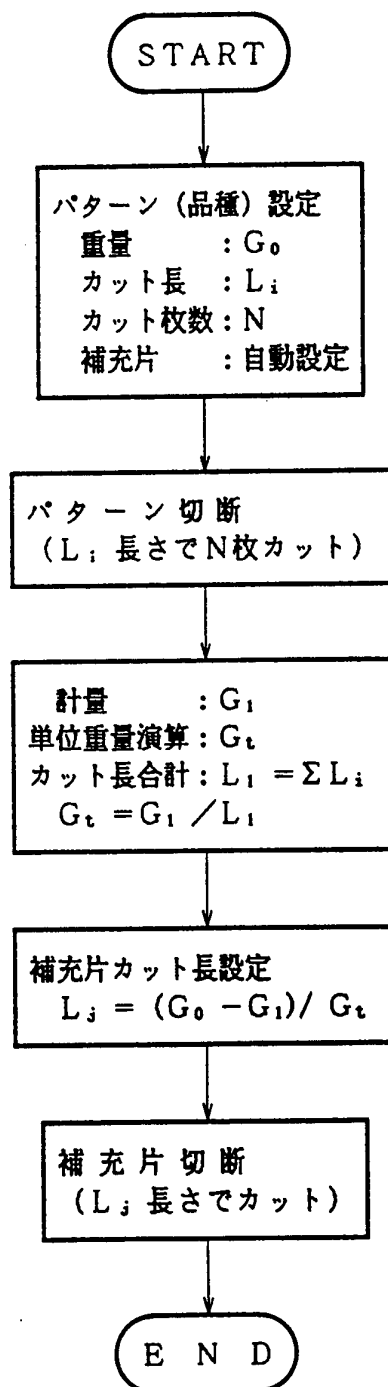 START
パターン（品種）設定
重量 ：G₀
カット長 ：Lᵢ
カット枚数：N
補充片 ：自動設定
パターン切断
（Lᵢ 長さでN枚カット）
計量 ：G₁
単位重量演算：Gₜ
カット長合計：L₁ ＝ΣLᵢ
Gₜ＝G₁／L₁
補充片カット長設定
Lⱼ ＝（G₀－G₁）／Gₜ
補充片切断
（Lⱼ 長さでカット）
END